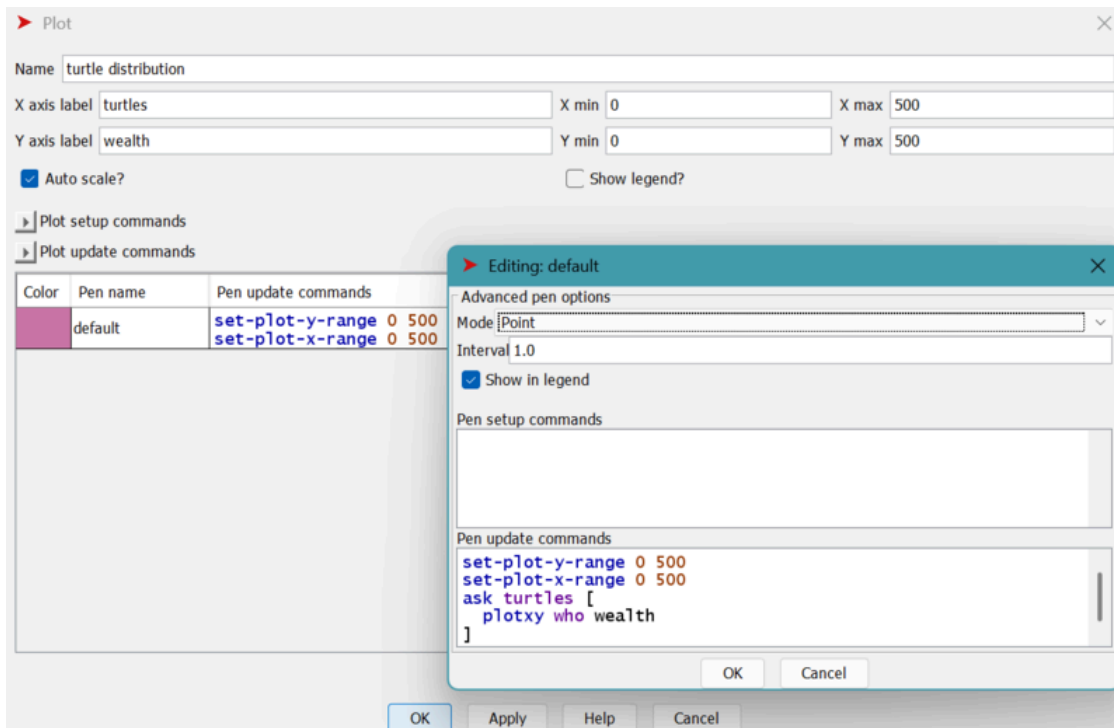 Plot
Name turtle distribution
X axis label turtles X min 0 X max 500
Y axis label wealth Y min 0 Y max 500
Auto scale? Show legend?
Plot setup commands
Plot update commands
Color Pen name Pen update commands
default set-plot-y-range 0 500
set-plot-x-range 0 500
Editing: default
Advanced pen options
Mode Point
Interval 1.0
Show in legend
Pen setup commands
Pen update commands
set-plot-y-range 0 500
set-plot-x-range 0 500
ask turtles [
plotxy who wealth
]
OK Cancel
OK Apply Help Cancel